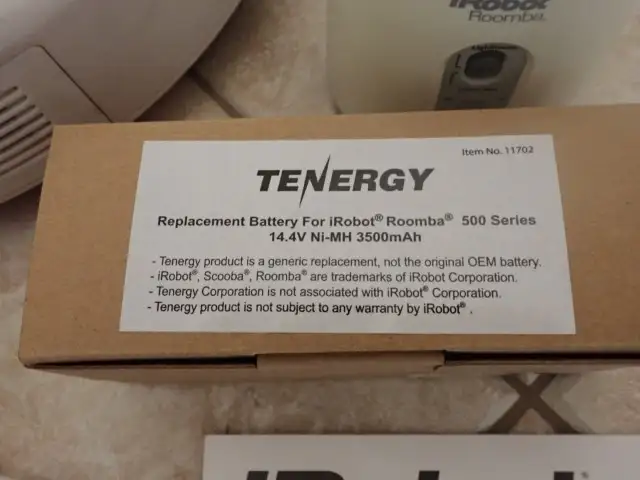 iRobot
Roomba.
Item No. 11702
TENERGY
Replacement Battery For iRobot® Roomba® 500 Series
14.4V Ni-MH 3500mAh
- Tenergy product is a generic replacement, not the original OEM battery.
- iRobot®, Scooba®, Roomba® are trademarks of iRobot Corporation.
- Tenergy Corporation is not associated with iRobot® Corporation.
- Tenergy product is not subject to any warranty by iRobot® .
iRobot